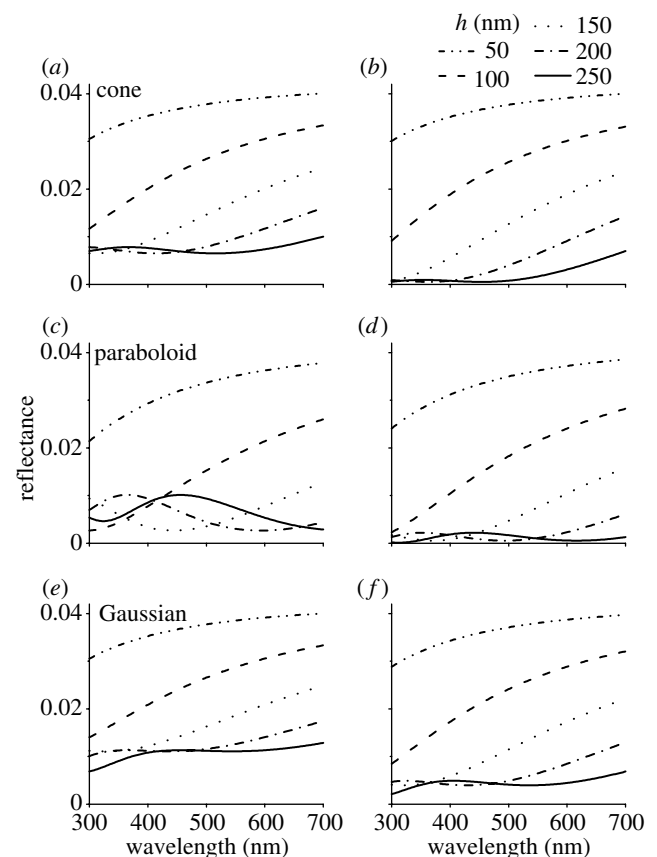 h (nm)
150
50
200
100
250
(a)
(b)
0.04
cone
0.02
0
(c)
(d)
0.04
paraboloid
reflectance
0.02
0
(e)
(f)
0.04
Gaussian
0.02
0
300 400 500 600 700
300 400 500 600 700
wavelength (nm)
wavelength (nm)